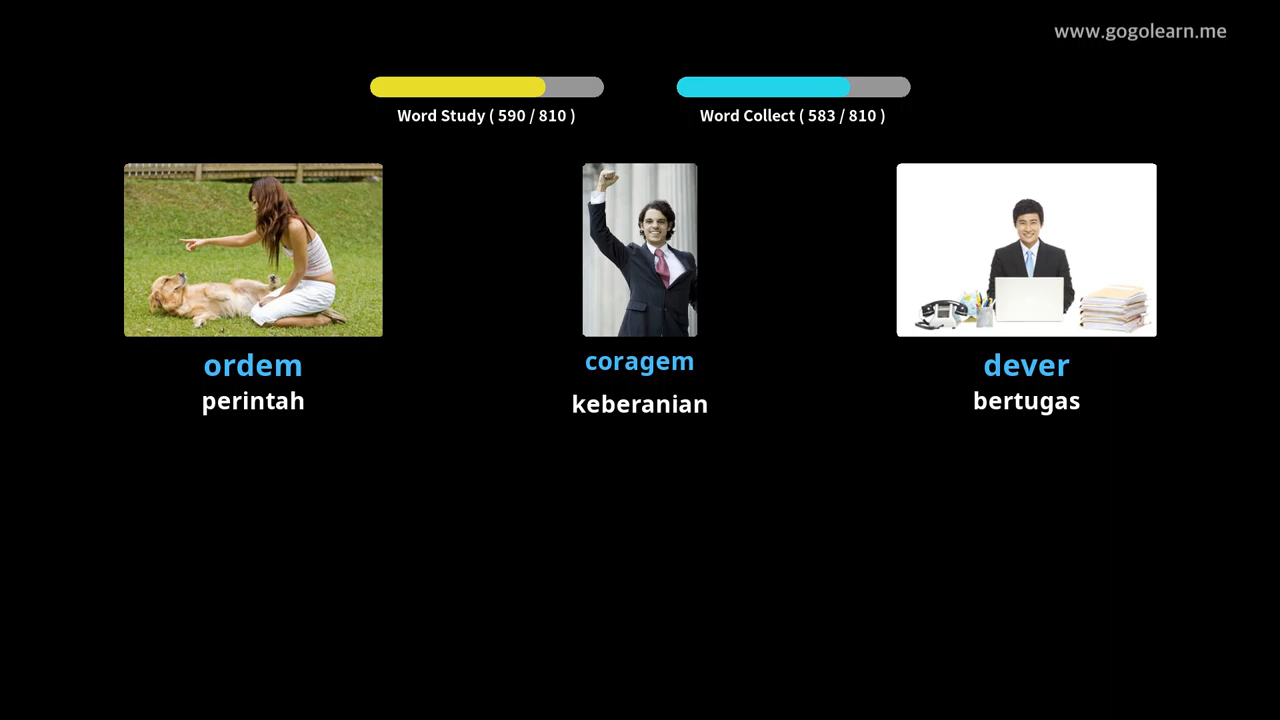 www.gogolearn.me
Word Study ( 590 / 810 )
Word Collect ( 583 / 810 )
ordem
perintah
coragem
keberanian
dever
bertugas